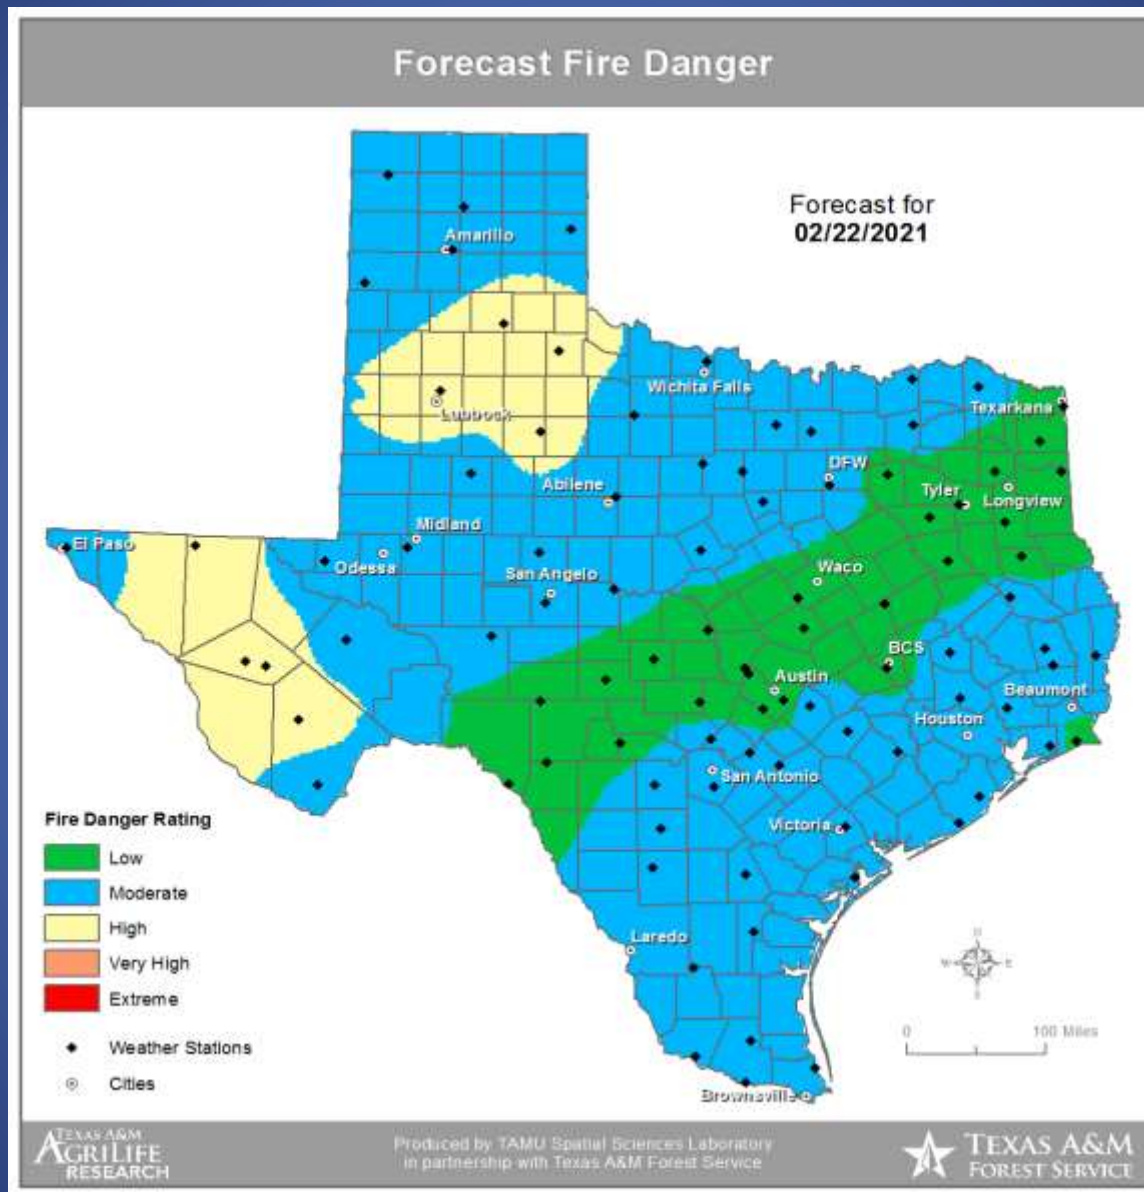 Forecast Fire Danger
Forecast for
02/22/2021
Amarillo
Wichita Falls
Lubbock
Texarkana
DFW
Abilene
Tyler
Longview
Midland
El Paso
Odessa
San Angelo
Waco
BCS
Austin
Beaumont
Houston
San Antonio
Victoria
Laredo
Brownsville
Fire Danger Rating
Low
Moderate
High
Very High
Extreme
Weather Stations
Cities
N
W E
S
0 100 Miles
TEXAS A&M
AGRILIFE
RESEARCH
Produced by TAMU Spatial Sciences Laboratory
in partnership with Texas A&M Forest Service
TEXAS A&M
FOREST SERVICE